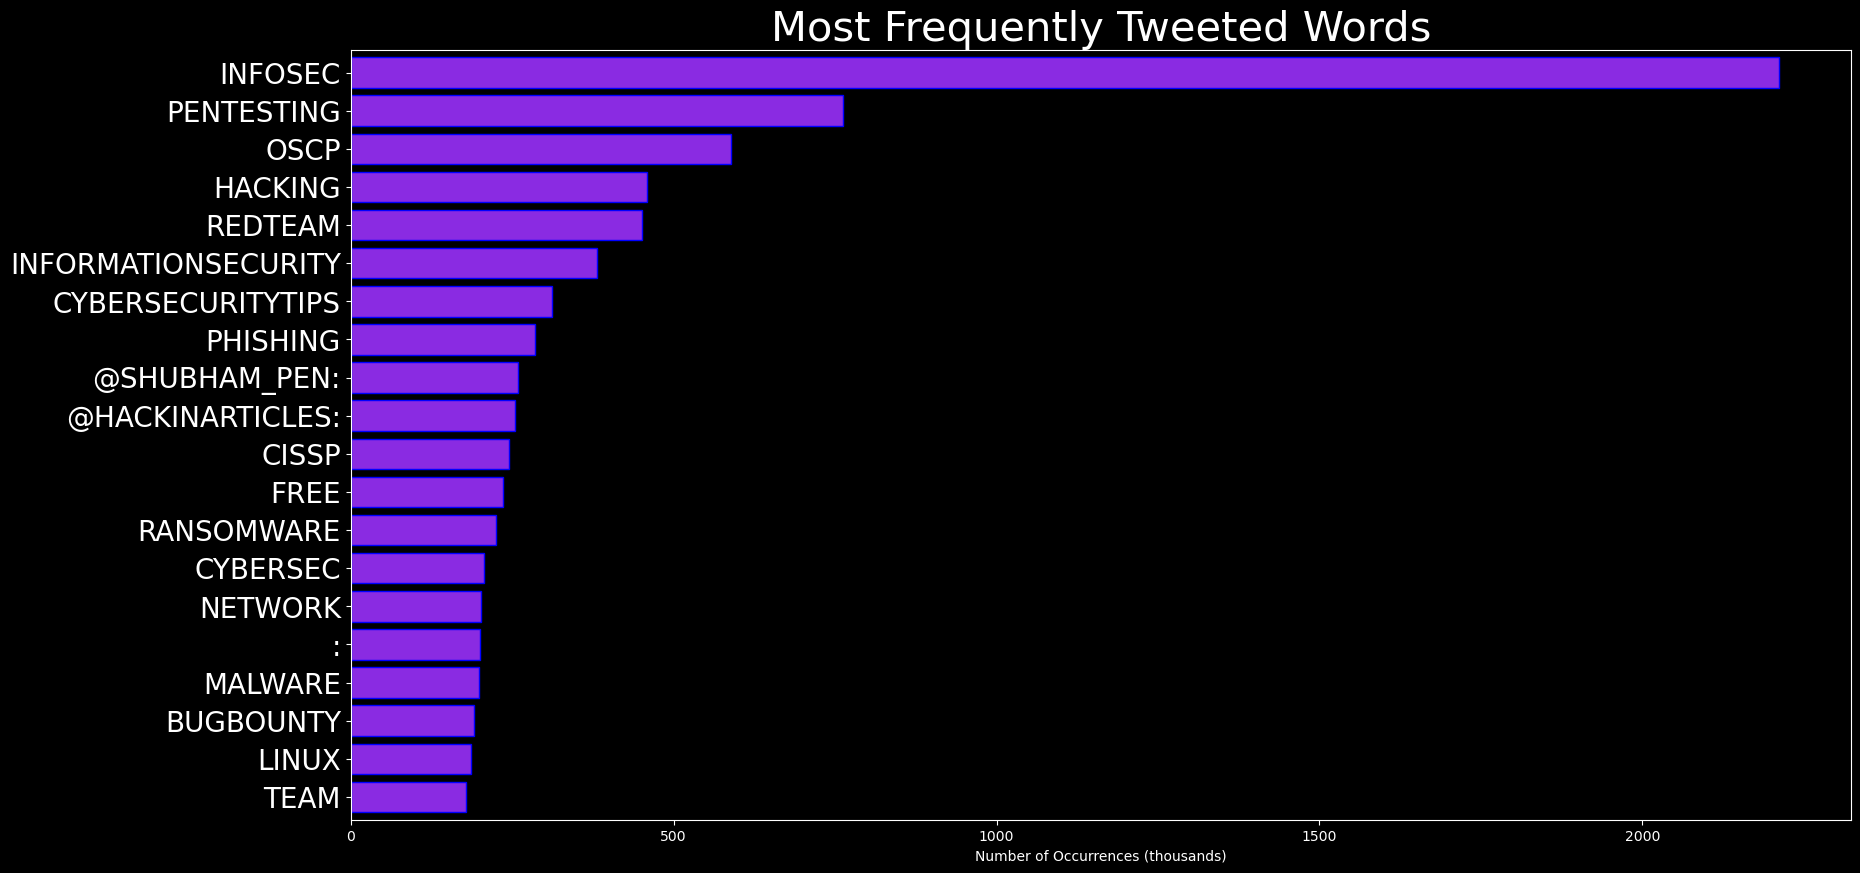 Most Frequently Tweeted Words
INFOSEC
PENTESTING
OSCP
HACKING
REDTEAM
INFORMATIONSECURITY
CYBERSECURITYTIPS
PHISHING
@SHUBHAM_PEN:
@HACKINARTICLES:
CISSP
FREE
RANSOMWARE
CYBERSEC
NETWORK
:
MALWARE
BUGBOUNTY
LINUX
TEAM
0 500 1000 1500 2000
Number of Occurrences (thousands)